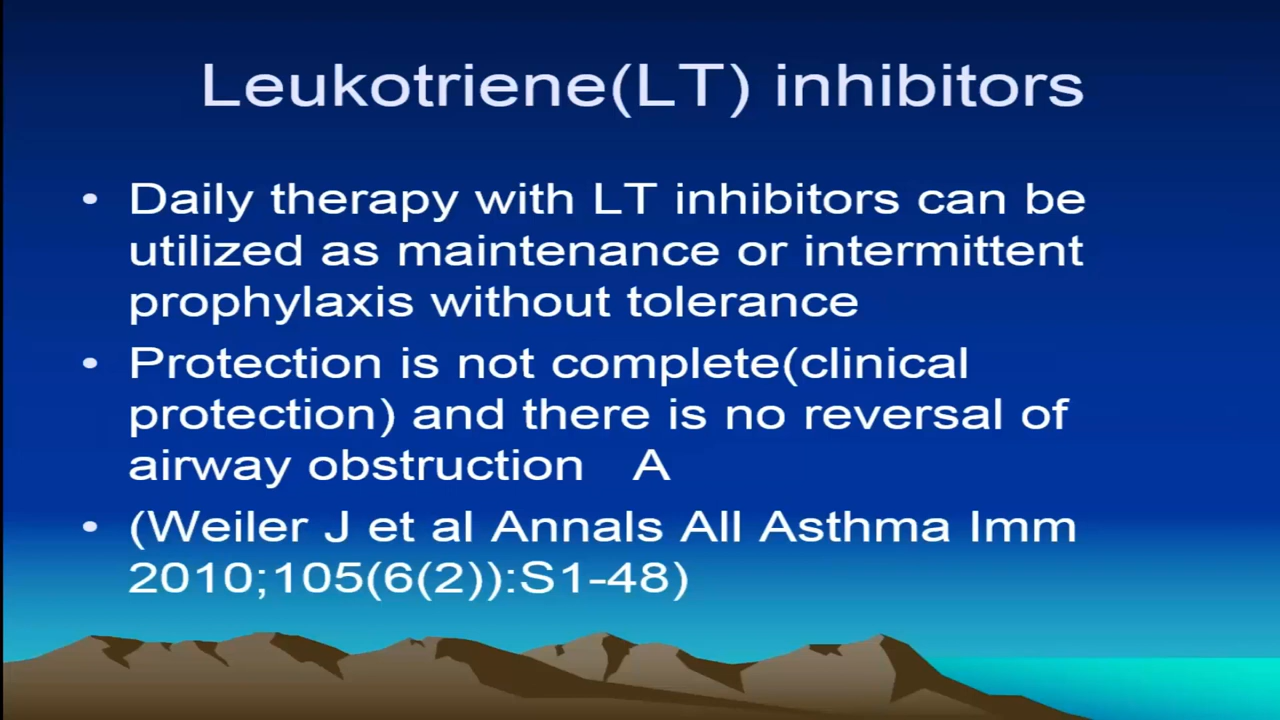 Leukotriene(LT) inhibitors
• Daily therapy with LT inhibitors can be
utilized as maintenance or intermittent
prophylaxis without tolerance
• Protection is not complete(clinical
protection) and there is no reversal of
airway obstruction A
• (Weiler J et al Annals All Asthma Imm
2010;105(6(2)):S1-48)